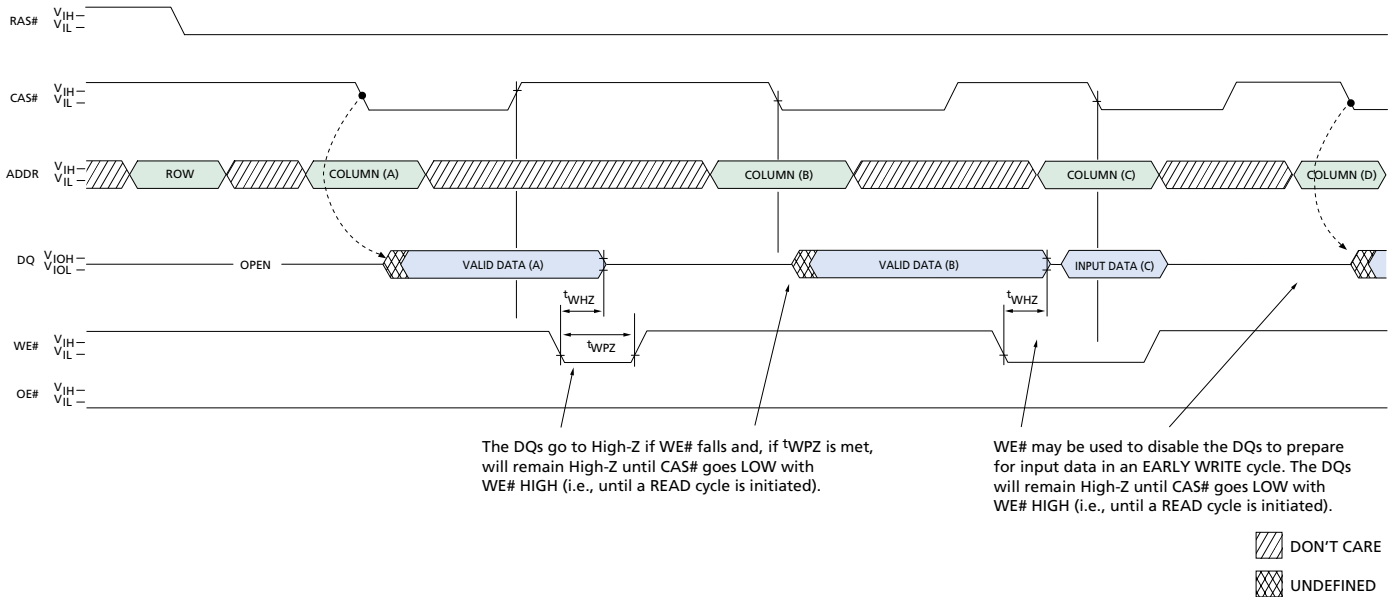 RAS# VIH
VIL
CAS# VIH
VIL
ADDR VIH
VIL
ROW
COLUMN (A)
COLUMN (B)
COLUMN (C)
COLUMN (D)
DQ VIOH
VIOL
OPEN
VALID DATA (A)
VALID DATA (B)
INPUT DATA (C)
tWHZ
tWHZ
tWPZ
WE# VIH
VIL
OE# VIH
VIL
The DQs go to High-Z if WE# falls and, if tWPZ is met,
will remain High-Z until CAS# goes LOW with
WE# HIGH (i.e., until a READ cycle is initiated).
WE# may be used to disable the DQs to prepare
for input data in an EARLY WRITE cycle. The DQs
will remain High-Z until CAS# goes LOW with
WE# HIGH (i.e., until a READ cycle is initiated).
DON'T CARE
UNDEFINED